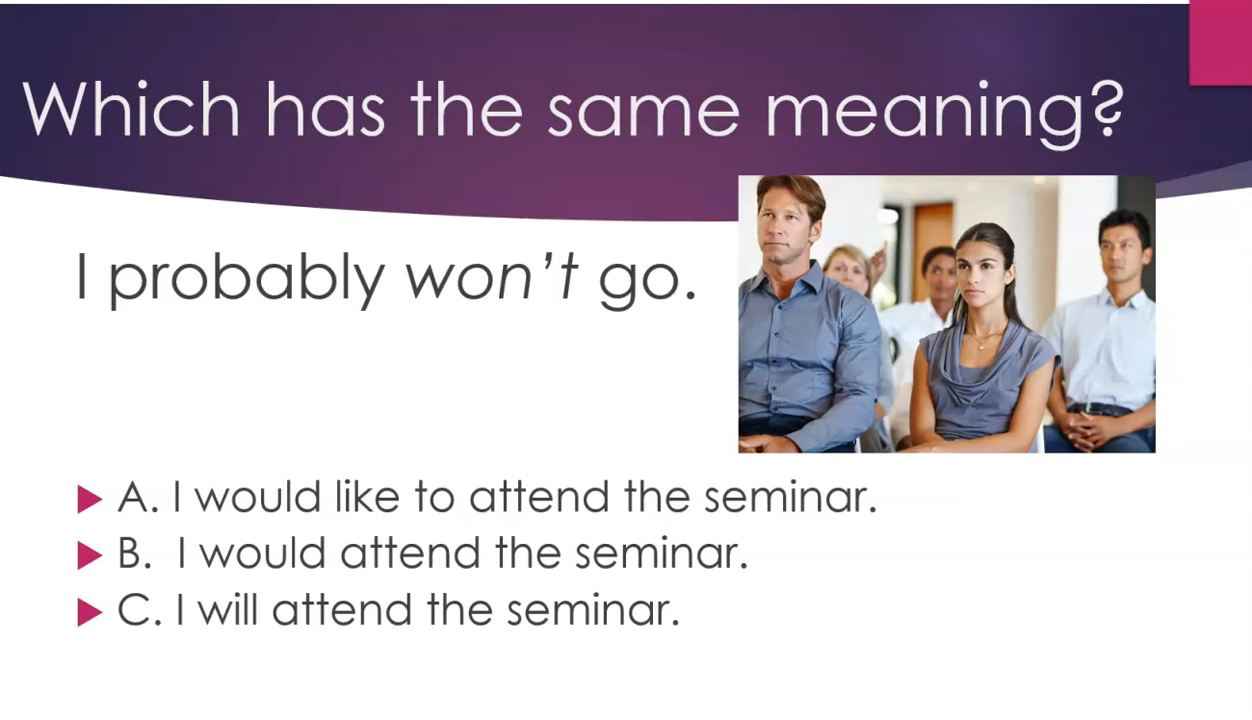 Which has the same meaning?
I probably won't go.
A. I would like to attend the seminar.
B. I would attend the seminar.
C. I will attend the seminar.